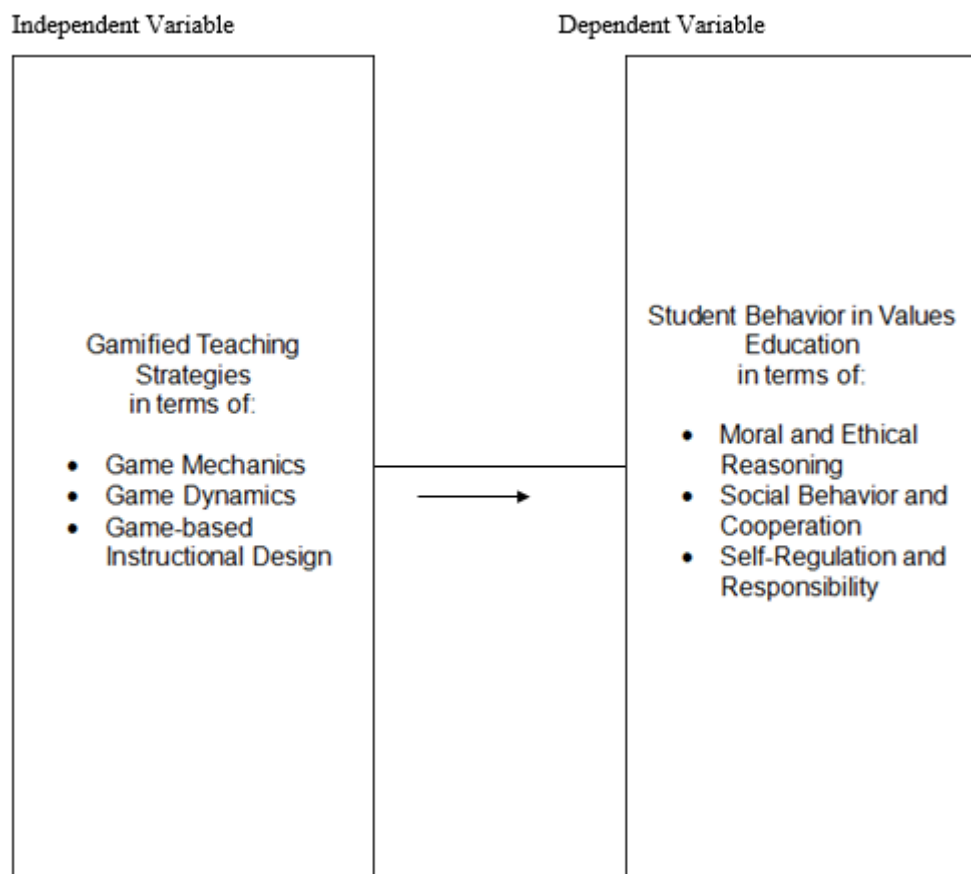 Independent Variable
Dependent Variable
Gamified Teaching
Strategies
in terms of:
• Game Mechanics
• Game Dynamics
• Game-based
Instructional Design
Student Behavior in Values
Education
in terms of:
• Moral and Ethical
Reasoning
• Social Behavior and
Cooperation
• Self-Regulation and
Responsibility